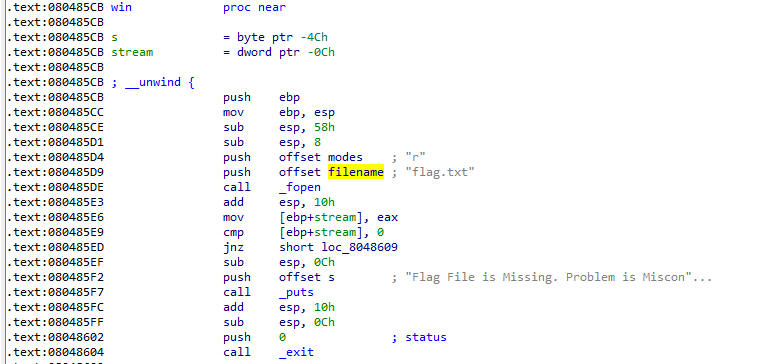 .text:080485CB win             proc near
.text:080485CB
.text:080485CB s               = byte ptr -4Ch
.text:080485CB stream          = dword ptr -0Ch
.text:080485CB
.text:080485CB ; __unwind {
.text:080485CB                 push    ebp
.text:080485CC                 mov     ebp, esp
.text:080485CE                 sub     esp, 58h
.text:080485D1                 sub     esp, 8
.text:080485D4                 push    offset modes    ; "r"
.text:080485D9                 push    offset filename ; "flag.txt"
.text:080485DE                 call    _fopen
.text:080485E3                 add     esp, 10h
.text:080485E6                 mov     [ebp+stream], eax
.text:080485E9                 cmp     [ebp+stream], 0
.text:080485ED                 jnz     short loc_8048609
.text:080485EF                 sub     esp, 0Ch
.text:080485F2                 push    offset s        ; "Flag File is Missing. Problem is Miscon"...
.text:080485F7                 call    _puts
.text:080485FC                 add     esp, 10h
.text:080485FF                 sub     esp, 0Ch
.text:08048602                 push    0               ; status
.text:08048604                 call    _exit